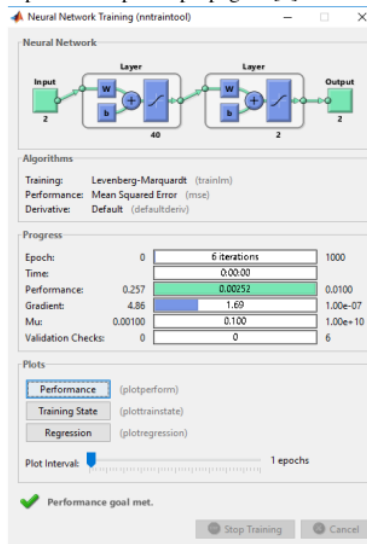 Neural Network Training (nntraintool)
Neural Network
Layer Layer
Input Output
W W
b b
2 2
40 2
Algorithms
Training: Levenberg-Marquardt (trainlm)
Performance: Mean Squared Error (mse)
Derivative: Default (defaultderiv)
Progress
Epoch: 0 6 iterations 1000
Time: 0:00:00
Performance: 0.257 0.00252 0.0100
Gradient: 4.86 1.69 1.00e-07
Mu: 0.00100 0.100 1.00e+10
Validation Checks: 0 0 6
Plots
Performance (plotperform)
Training State (plottrainstate)
Regression (plotregression)
Plot Interval: 1 epochs
Performance goal met.
Stop Training Cancel